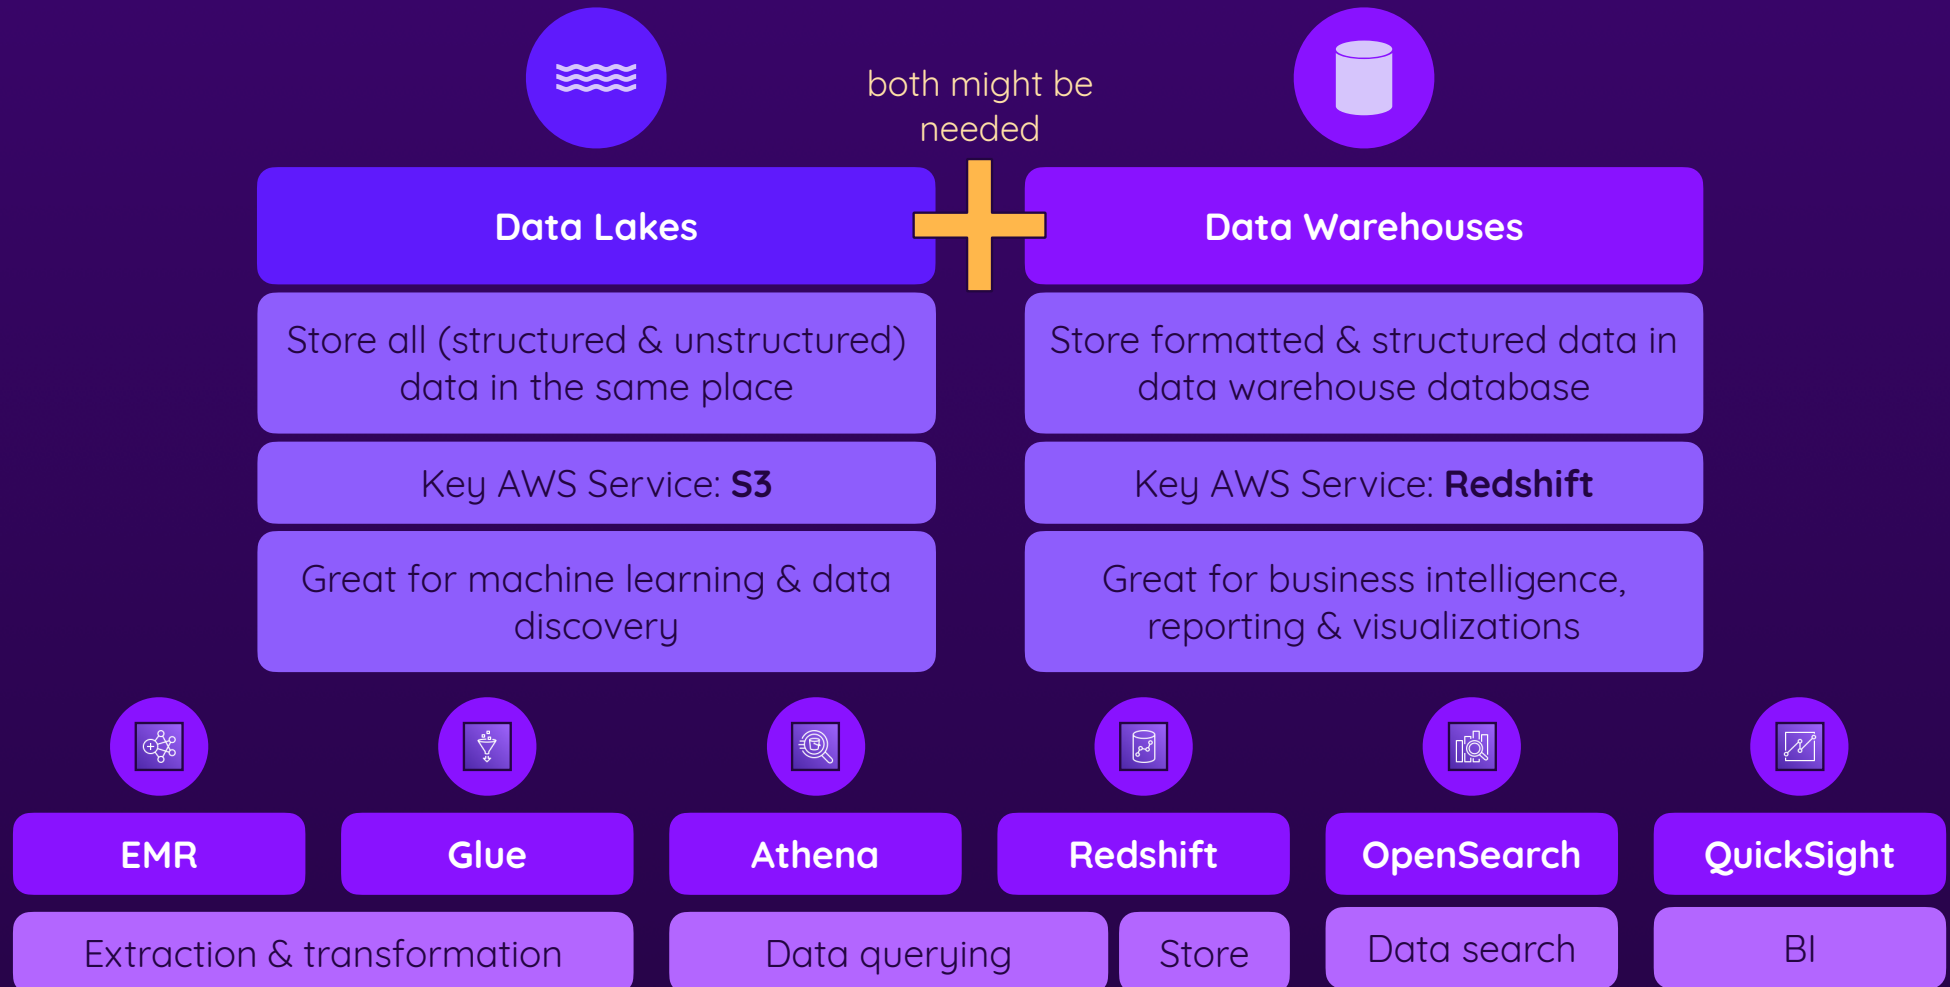 both might be
needed
Data Lakes
Data Warehouses
Store all (structured & unstructured)
data in the same place
Store formatted & structured data in
data warehouse database
Key AWS Service: S3
Key AWS Service: Redshift
Great for machine learning & data
discovery
Great for business intelligence,
reporting & visualizations
EMR
Glue
Athena
Redshift
OpenSearch
QuickSight
Extraction & transformation
Data querying
Store
Data search
BI